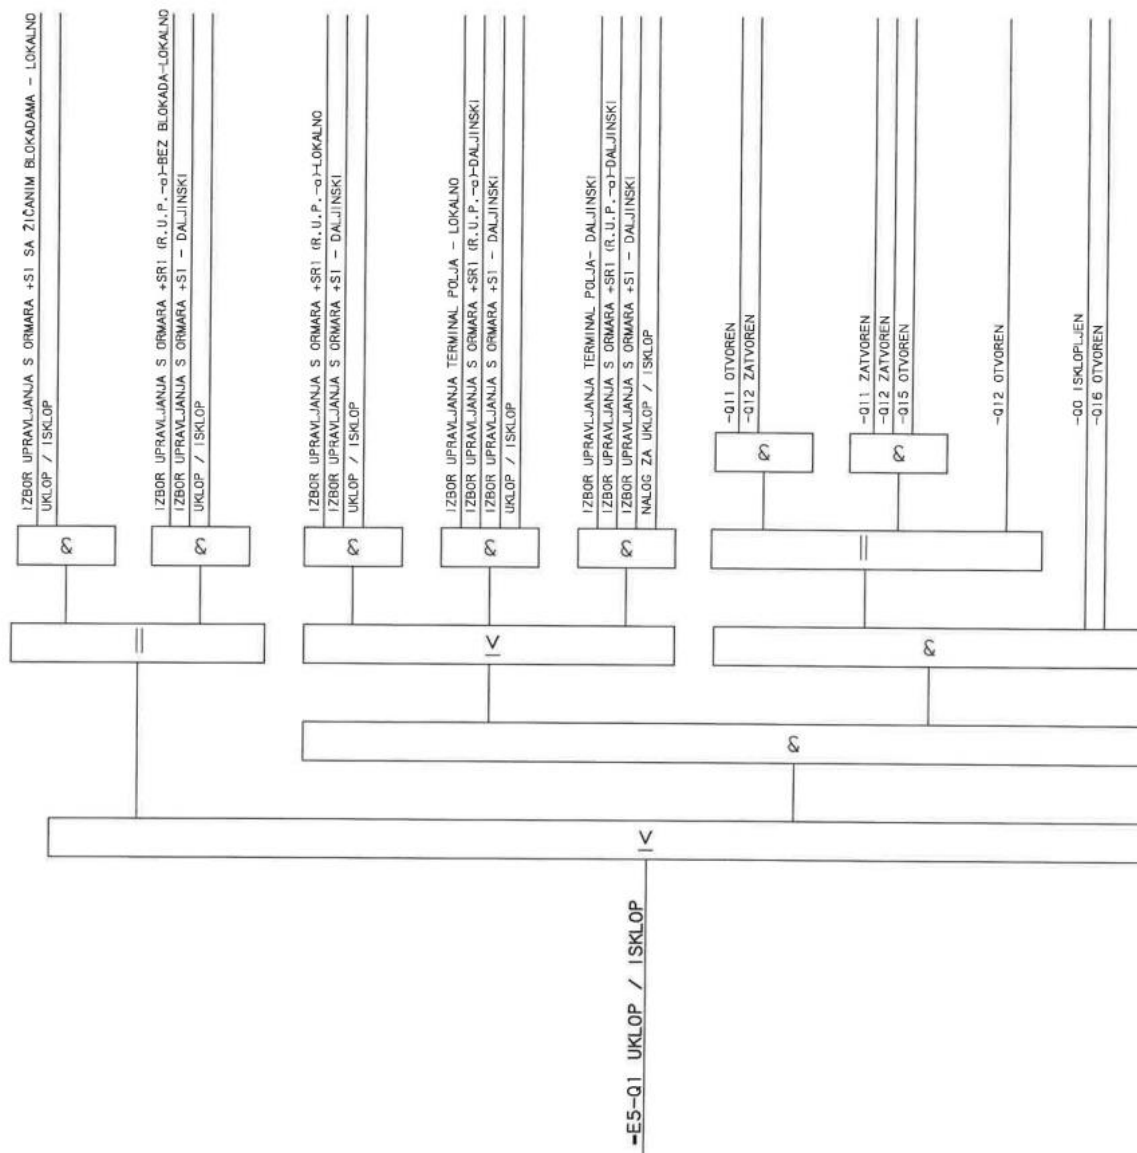 IZBOR UPRAVLJANJA S ORMARA +S1 SA ŽIČANIM BLOKADAMA - LOKALNO
UKLOP / ISKLOP
&
IZBOR UPRAVLJANJA S ORMARA +SR1 (R.U.P.-a)-BEZ BLOKADA-LOKALNO
IZBOR UPRAVLJANJA S ORMARA +S1 - DALJINSKI
UKLOP / ISKLOP
&
IZBOR UPRAVLJANJA S ORMARA +SR1 (R.U.P.-a)-LOKALNO
IZBOR UPRAVLJANJA S ORMARA +S1 - DALJINSKI
UKLOP / ISKLOP
&
IZBOR UPRAVLJANJA TERMINAL POLJA - LOKALNO
IZBOR UPRAVLJANJA S ORMARA +SR1 (R.U.P.-a)-DALJINSKI
IZBOR UPRAVLJANJA S ORMARA +S1 - DALJINSKI
UKLOP / ISKLOP
&
IZBOR UPRAVLJANJA TERMINAL POLJA- DALJINSKI
IZBOR UPRAVLJANJA S ORMARA +SR1 (R.U.P.-a)-DALJINSKI
IZBOR UPRAVLJANJA S ORMARA +S1 - DALJINSKI
NALOG ZA UKLOP / ISKLOP
&
-Q11 OTVOREN
-Q12 ZATVOREN
&
-Q11 ZATVOREN
-Q12 ZATVOREN
-Q15 OTVOREN
&
-Q12 OTVOREN
-Q0 ISKLOPLJEN
-Q16 OTVOREN
||
||
V
&
&
V
=E5-Q1 UKLOP / ISKLOP